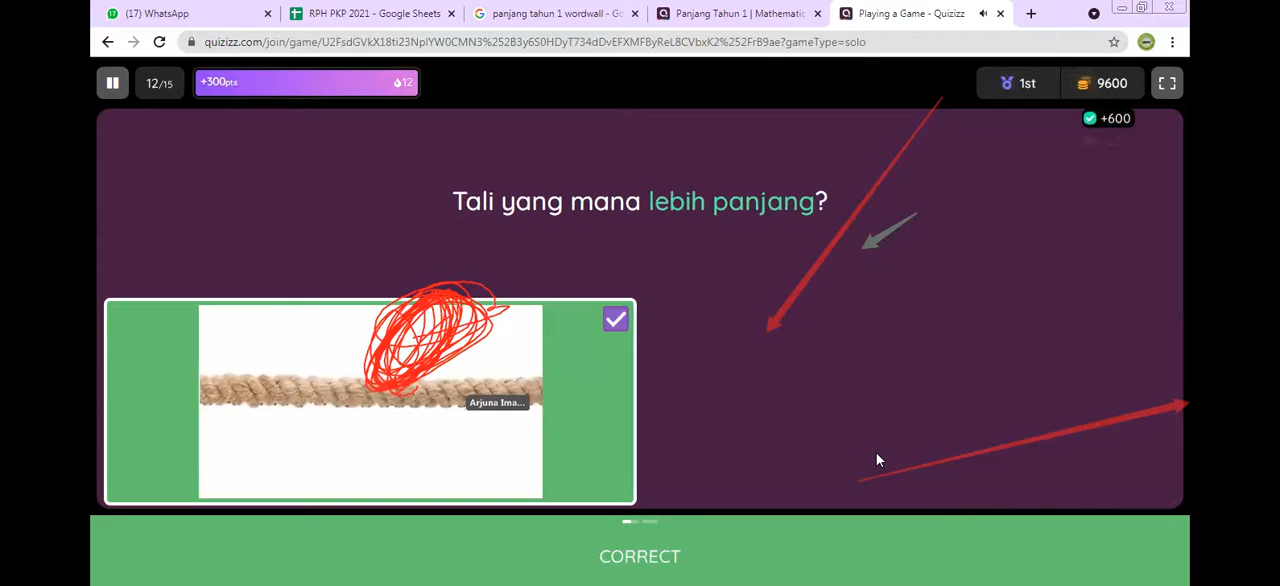 (17) WhatsApp
RPH PKP 2021 - Google Sheets
panjang tahun 1 wordwall - Go
Panjang Tahun 1 | Mathematic
Playing a Game - Quizizz
quizizz.com/join/game/U2FsdGVkX18ti23NplYW0CMN3%252B3y6S0HDyT734dDvEFXMFByReL8CVbxK2%252FrB9ae?gameType=solo
12/15
+300pts
12
1st
9600
+600
Tali yang mana lebih panjang?
Arjuna Ima...
CORRECT